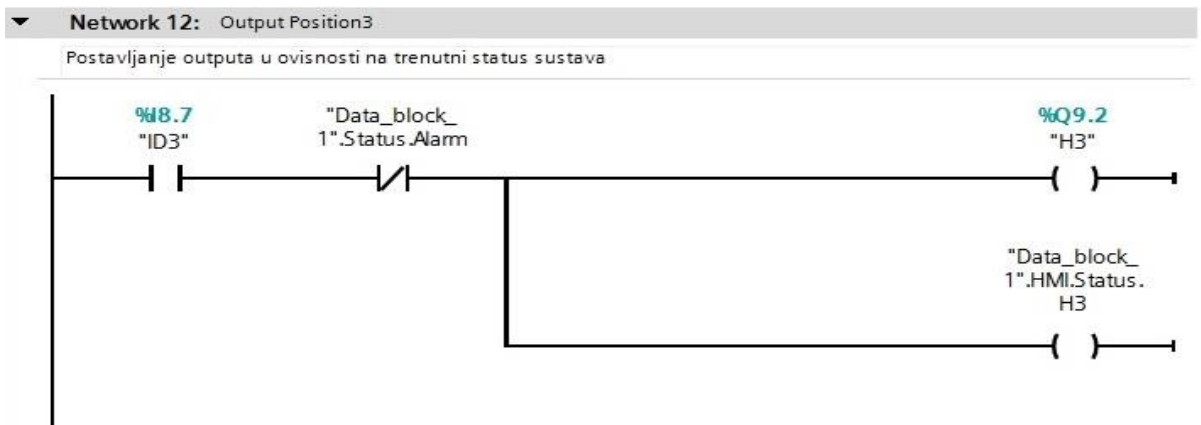 Network 12: Output Position3
Postavljanje outputa u ovisnosti na trenutni status sustava
%I8.7
"ID3"
"Data_block_
1".Status.Alarm
%Q9.2
"H3"
"Data_block_
1".HMI.Status.
H3